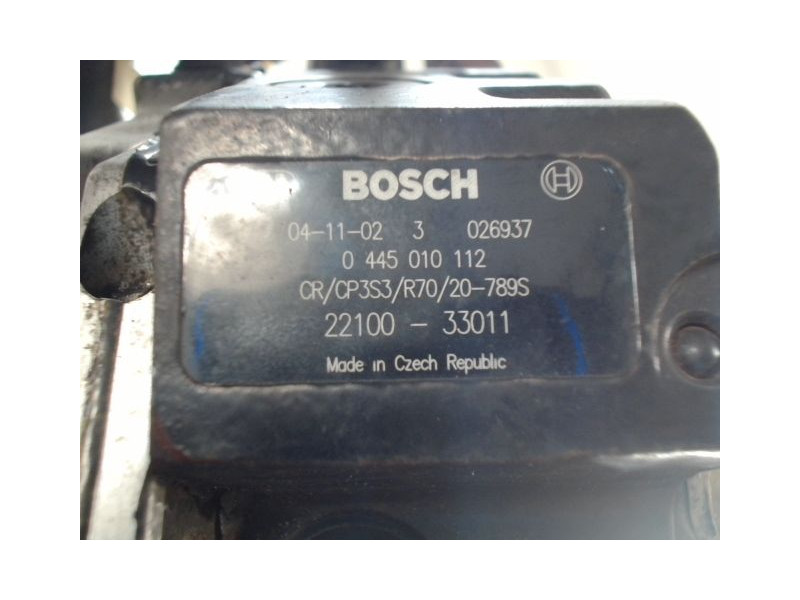 BOSCH
04-11-02 3 026937
0 445 010 112
CR/CP3S3/R70/20-789S
22100 - 33011
Made in Czech Republic